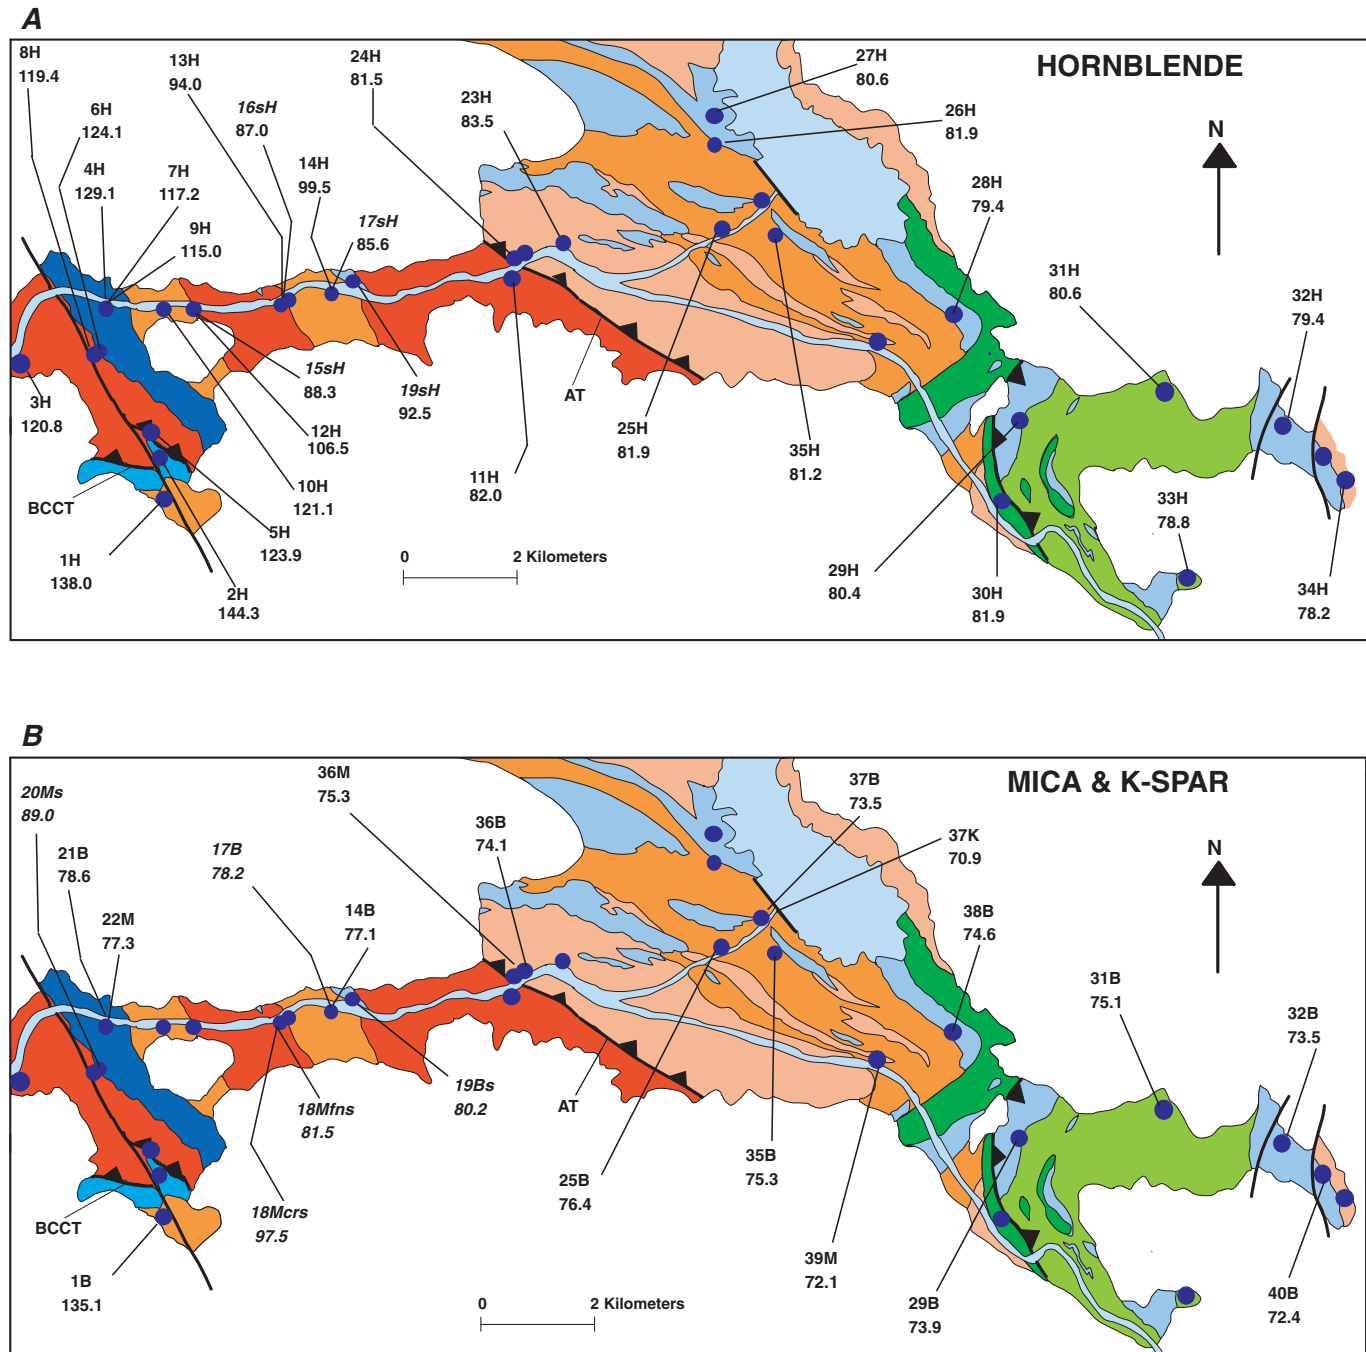 A
HORNBLENDE
N
8H
119.4
6H
124.1
4H
129.1
7H
117.2
9H
115.0
13H
94.0
16sH
87.0
14H
99.5
17sH
85.6
24H
81.5
23H
83.5
27H
80.6
26H
81.9
28H
79.4
31H
80.6
32H
79.4
3H
120.8
BCCT
1H
138.0
2H
144.3
5H
123.9
10H
121.1
12H
106.5
15sH
88.3
19sH
92.5
11H
82.0
AT
25H
81.9
35H
81.2
29H
80.4
30H
81.9
33H
78.8
34H
78.2
0 2 Kilometers
B
MICA & K-SPAR
N
20Ms
89.0
21B
78.6
22M
77.3
17B
78.2
14B
77.1
36M
75.3
36B
74.1
37B
73.5
37K
70.9
38B
74.6
31B
75.1
32B
73.5
BCCT
1B
135.1
18Mcrs
97.5
18Mfns
81.5
19Bs
80.2
AT
25B
76.4
35B
75.3
39M
72.1
29B
73.9
40B
72.4
0 2 Kilometers